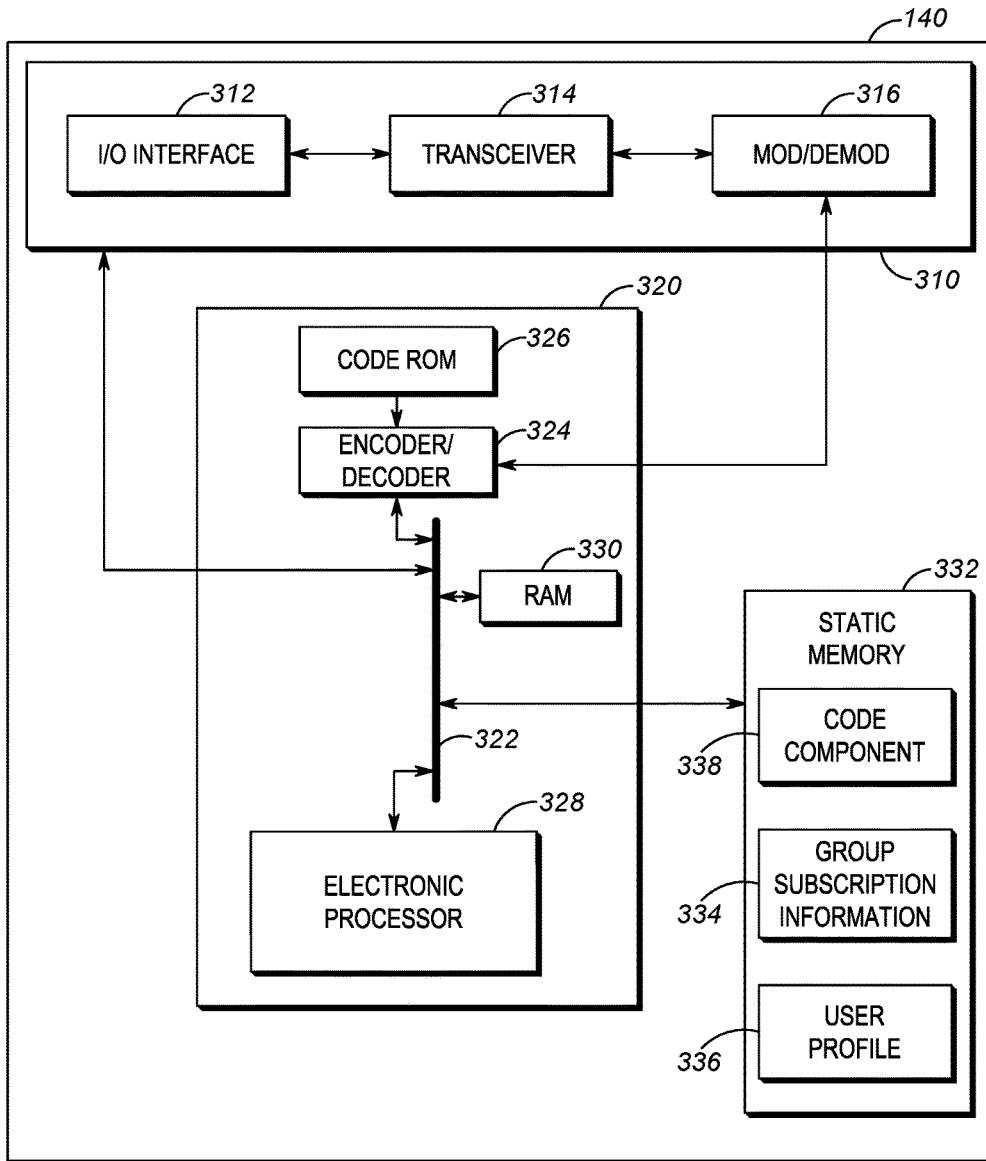 140
312
314
316
I/O INTERFACE
TRANSCEIVER
MOD/DEMOD
310
320
CODE ROM
326
ENCODER/
DECODER
324
330
RAM
332
STATIC
MEMORY
CODE
COMPONENT
338
322
328
ELECTRONIC
PROCESSOR
GROUP
SUBSCRIPTION
INFORMATION
334
USER
PROFILE
336